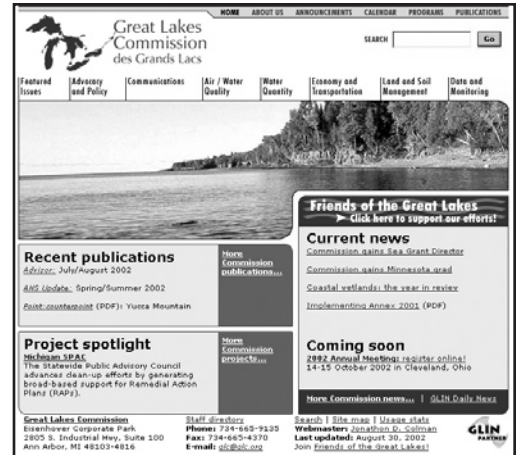 HOME ABOUT US ANNOUNCEMENTS CALENDAR PROGRAMS PUBLICATIONS
Great Lakes
Commission
des Grands Lacs
SEARCH Go
Featured Issues Advocacy and Policy Communications Air / Water Quality Water Quantity Economy and Transportation Land and Soil Management Data and Monitoring
Friends of the Great Lakes
Click here to support our efforts!
Recent publications
Advisor: July/August 2002
ANS Update: Spring/Summer 2002
Point:counterpoint (PDF): Yucca Mountain
More
Commission
publications...
Current news
Commission gains Sea Grant Director
Commission gains Minnesota grad
Coastal wetlands: the year in review
Implementing Annex 2001 (PDF)
Project spotlight
Michigan SPAC
The Statewide Public Advisory Council
advances clean-up efforts by generating
broad-based support for Remedial Action
Plans (RAPs).
More
Commission
projects...
Coming soon
2002 Annual Meeting: register online!
14-15 October 2002 in Cleveland, Ohio
More Commission news... | GLIN Daily News
Great Lakes Commission
Eisenhower Corporate Park
2805 S. Industrial Hwy, Suite 100
Ann Arbor, MI 48103-4816
Staff directory
Phone: 734-665-9135
Fax: 734-665-4370
E-mail: glc@glc.org
Search | Site map | Usage stats
Webmaster: Jonathon D. Colman
Last updated: August 30, 2002
Join Friends of the Great Lakes!
GLIN
PARTNER